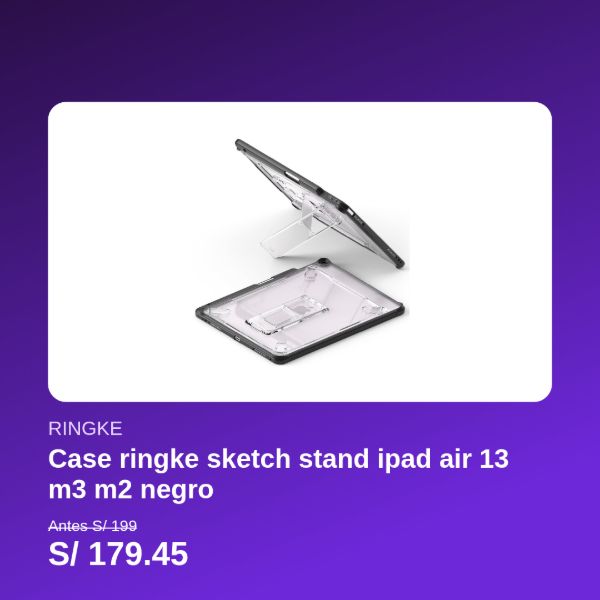 RINGKE
Case ringke sketch stand ipad air 13
m3 m2 negro
Antes S/ 199
S/ 179.45